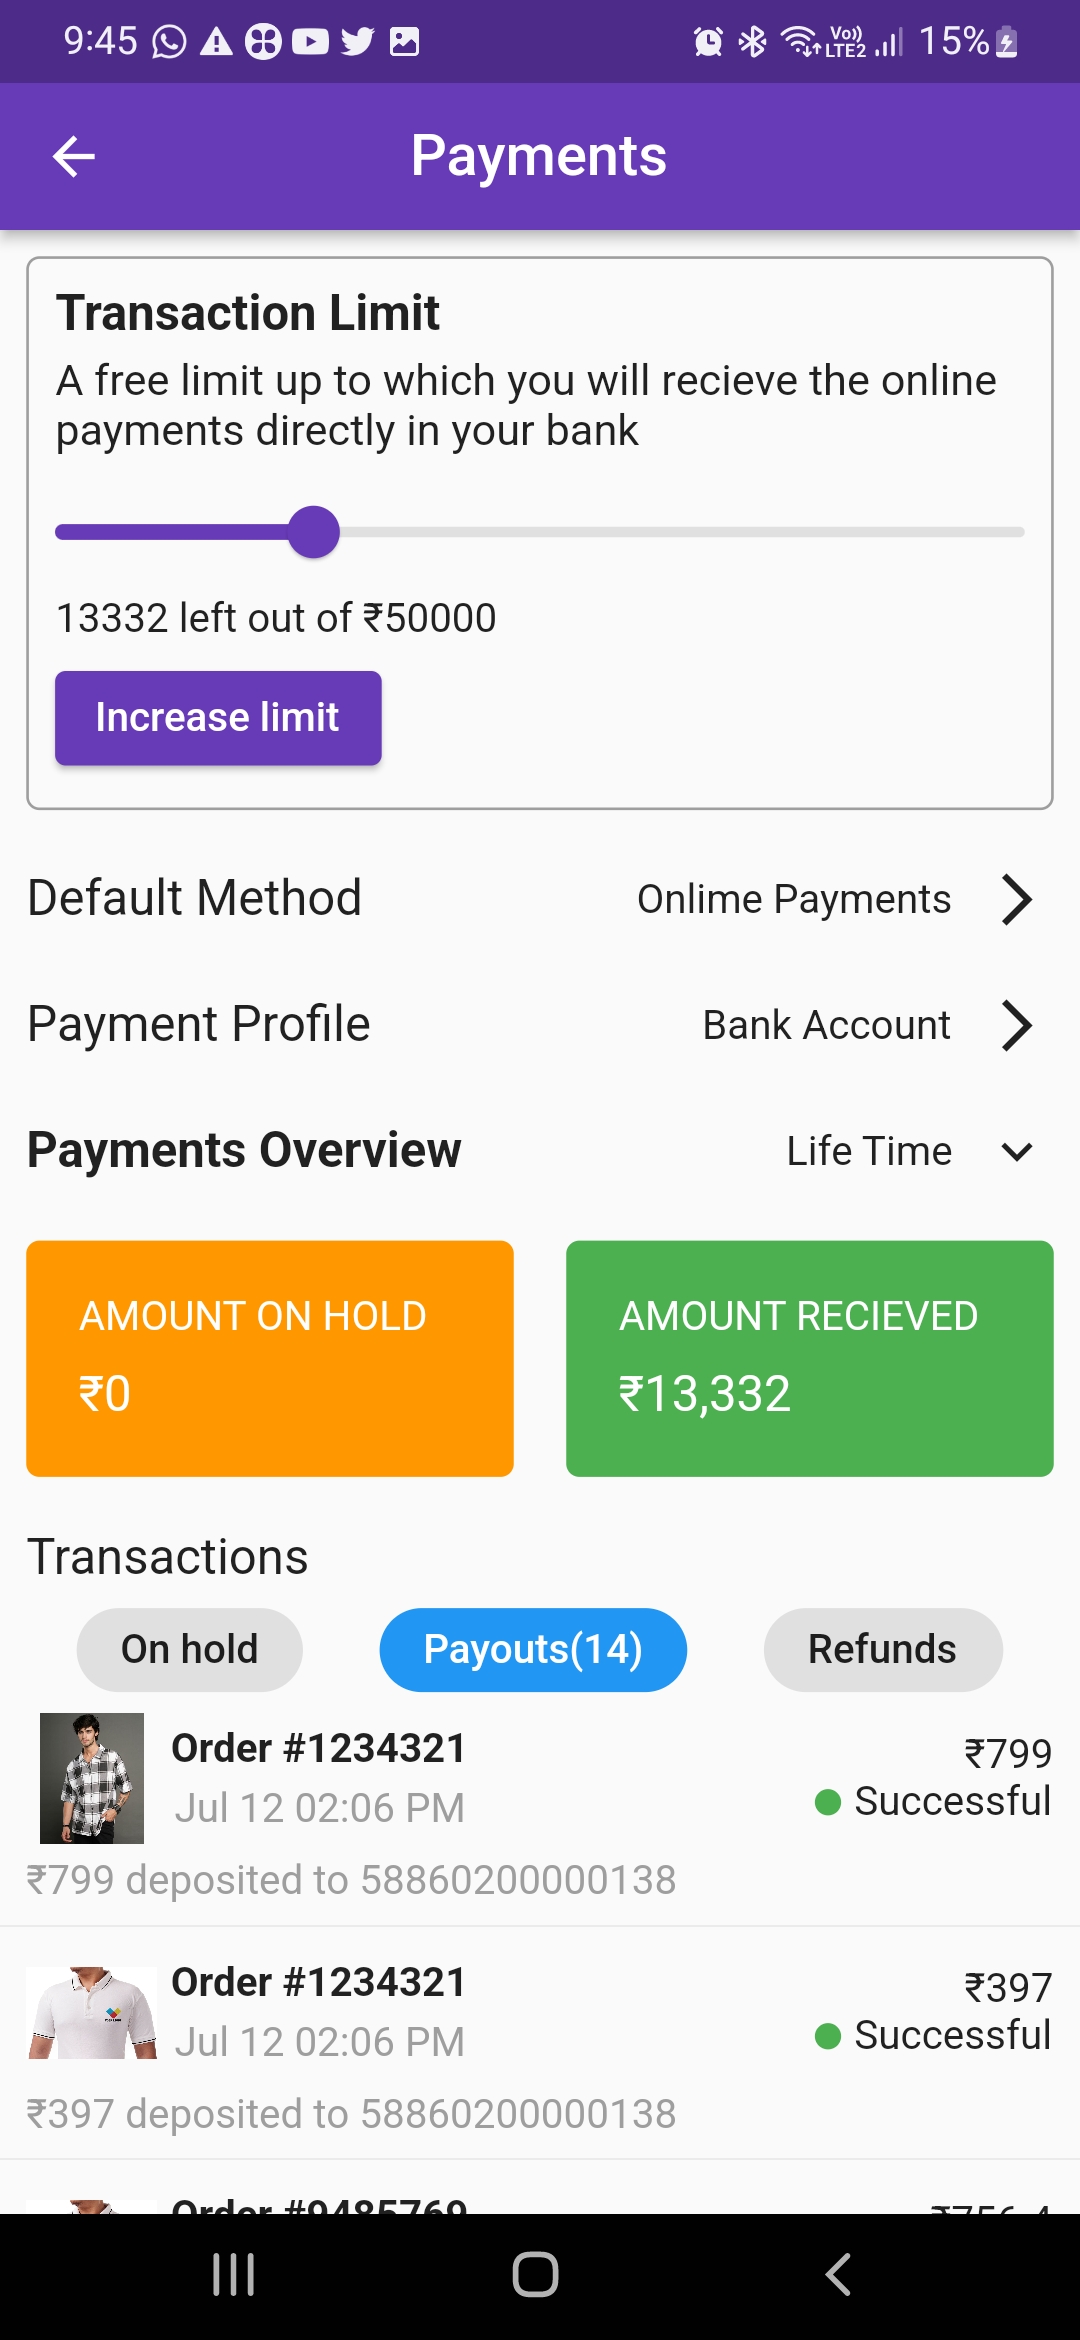 9:45
Vo)) LTE2 15%
Payments
Transaction Limit
A free limit up to which you will recieve the online
payments directly in your bank
13332 left out of ₹50000
Increase limit
Default Method Onlime Payments
Payment Profile Bank Account
Payments Overview Life Time
AMOUNT ON HOLD
₹0
AMOUNT RECIEVED
₹13,332
Transactions
On hold Payouts(14) Refunds
Order #1234321 ₹799
Jul 12 02:06 PM Successful
₹799 deposited to 58860200000138
Order #1234321 ₹397
Jul 12 02:06 PM Successful
₹397 deposited to 58860200000138
Order #9485769 ₹756.4